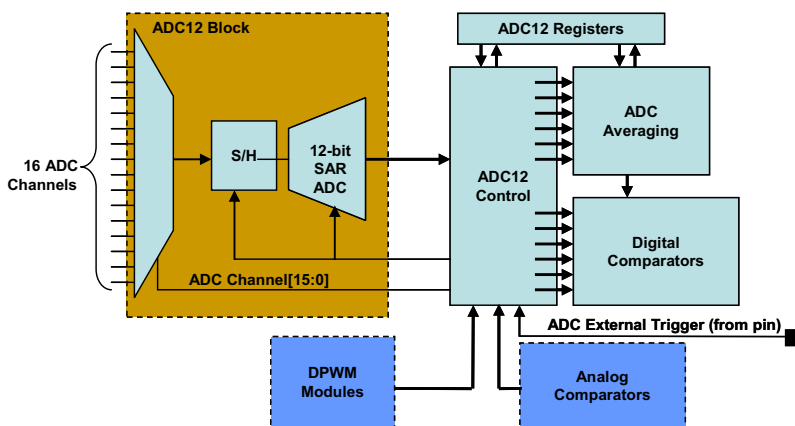 ADC12 Block
ADC12 Registers
16 ADC
Channels
S/H
12-bit
SAR
ADC
ADC12
Control
ADC
Averaging
Digital
Comparators
ADC Channel[15:0]
ADC External Trigger (from pin)
DPWM
Modules
Analog
Comparators